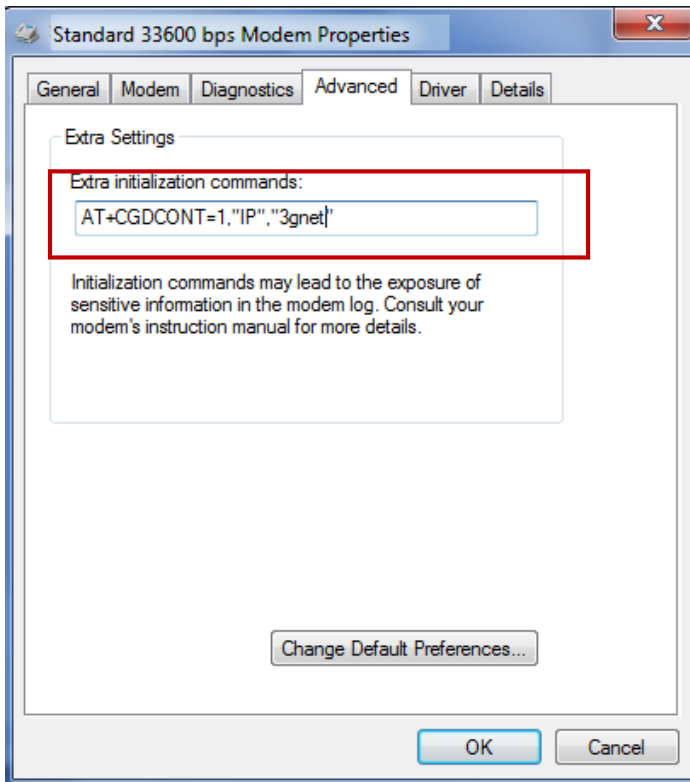 Standard 33600 bps Modem Properties
General Modem Diagnostics Advanced Driver Details
Extra Settings
Extra initialization commands:
AT+CGDCONT=1,"IP","3gnet"
Initialization commands may lead to the exposure of
sensitive information in the modem log. Consult your
modem's instruction manual for more details.
Change Default Preferences...
OK Cancel